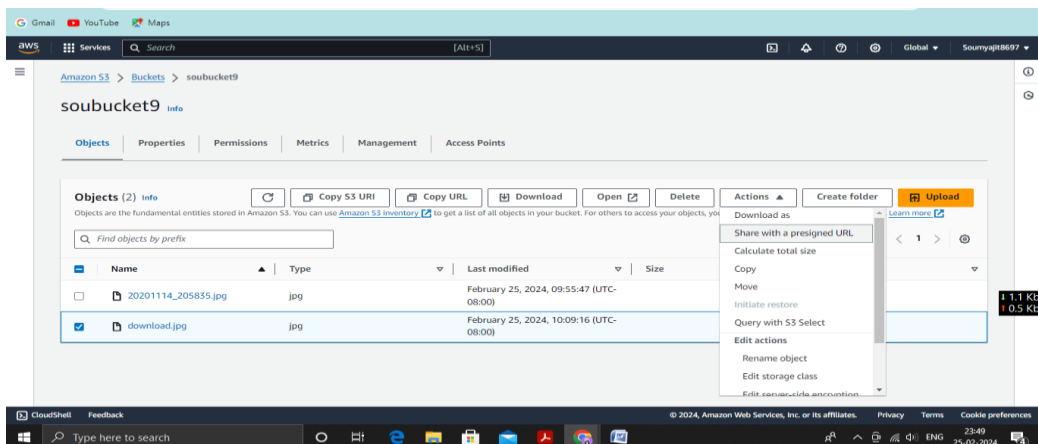 Gmail YouTube Maps
aws Services Search [Alt+S] Global Soumyajit8697
Amazon S3 > Buckets > soubucket9
soubucket9 Info
Objects Properties Permissions Metrics Management Access Points
Objects (2) Info Copy S3 URI Copy URL Download Open Delete Actions Create folder Upload
Objects are the fundamental entities stored in Amazon S3. You can use Amazon S3 inventory to get a list of all objects in your bucket. For others to access your objects, you Learn more
Download as
Share with a presigned URL
Find objects by prefix < 1 >
Calculate total size
Name Type Last modified Size
Copy
Move
20201114_205835.jpg jpg February 25, 2024, 09:55:47 (UTC-
08:00)
Initiate restore
1.1 Kb
0.5 Kb
Query with S3 Select
download.jpg jpg February 25, 2024, 10:09:16 (UTC-
08:00)
Edit actions
Rename object
Edit storage class
Edit server-side encryption
CloudShell Feedback © 2024, Amazon Web Services, Inc. or its affiliates. Privacy Terms Cookie preferences
Type here to search ENG 23:49
25-02-2024